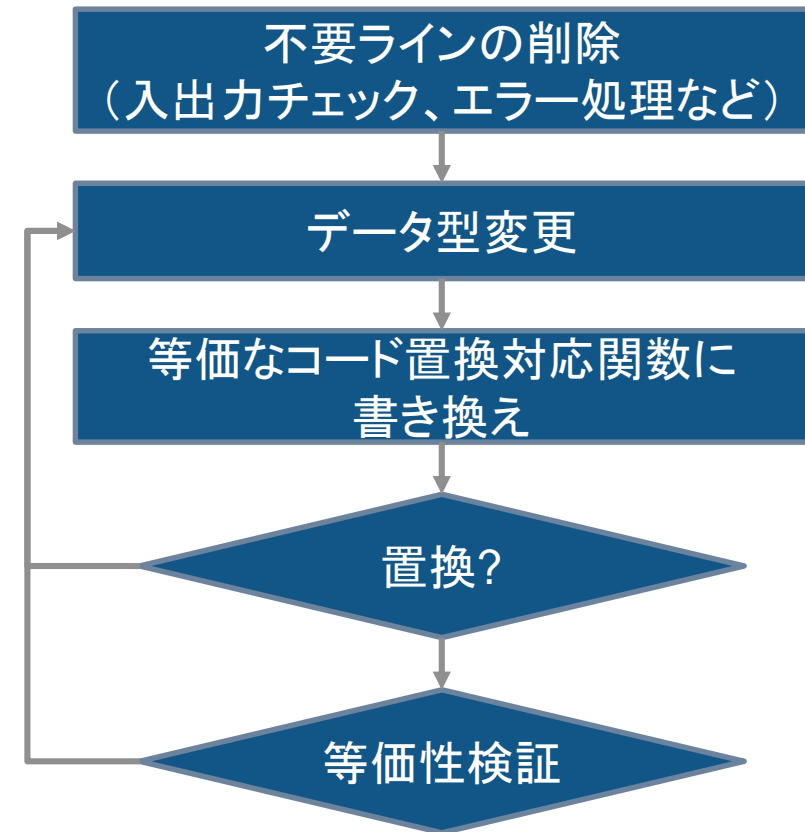 不要ラインの削除
（入出力チェック、エラー処理など）
データ型変更
等価なコード置換対応関数に
書き換え
置換?
等価性検証